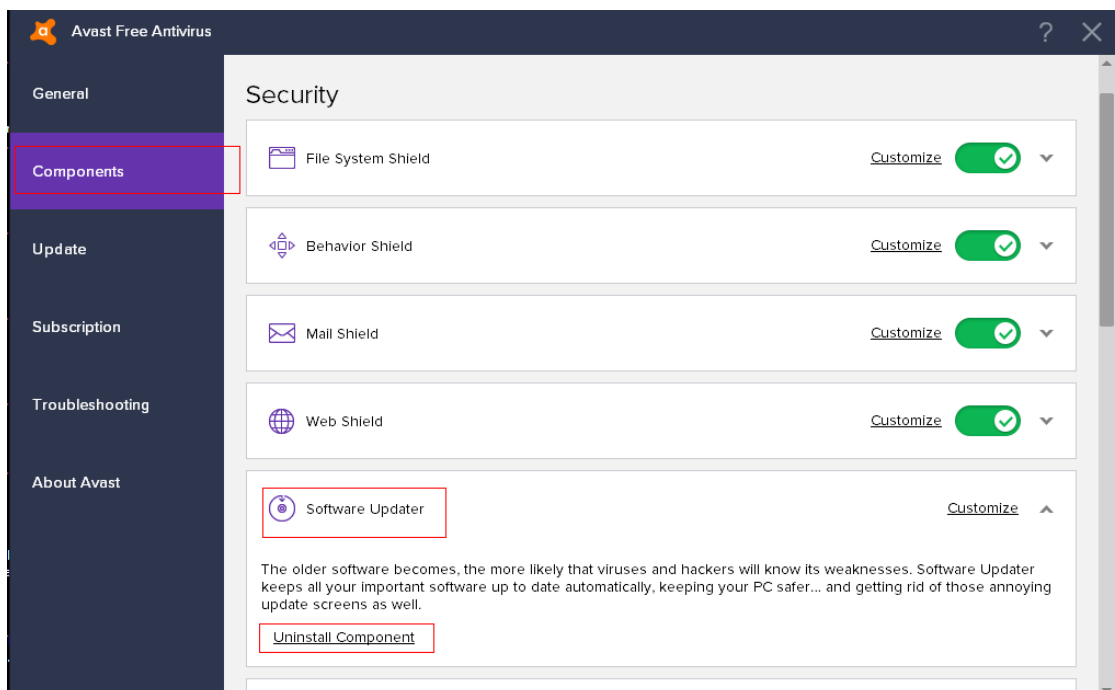 Avast Free Antivirus
?
General
Components
Update
Subscription
Troubleshooting
About Avast
Security
File System Shield
Customize
Behavior Shield
Customize
Mail Shield
Customize
Web Shield
Customize
Software Updater
Customize
The older software becomes, the more likely that viruses and hackers will know its weaknesses. Software Updater
keeps all your important software up to date automatically, keeping your PC safer... and getting rid of those annoying
update screens as well.
Uninstall Component